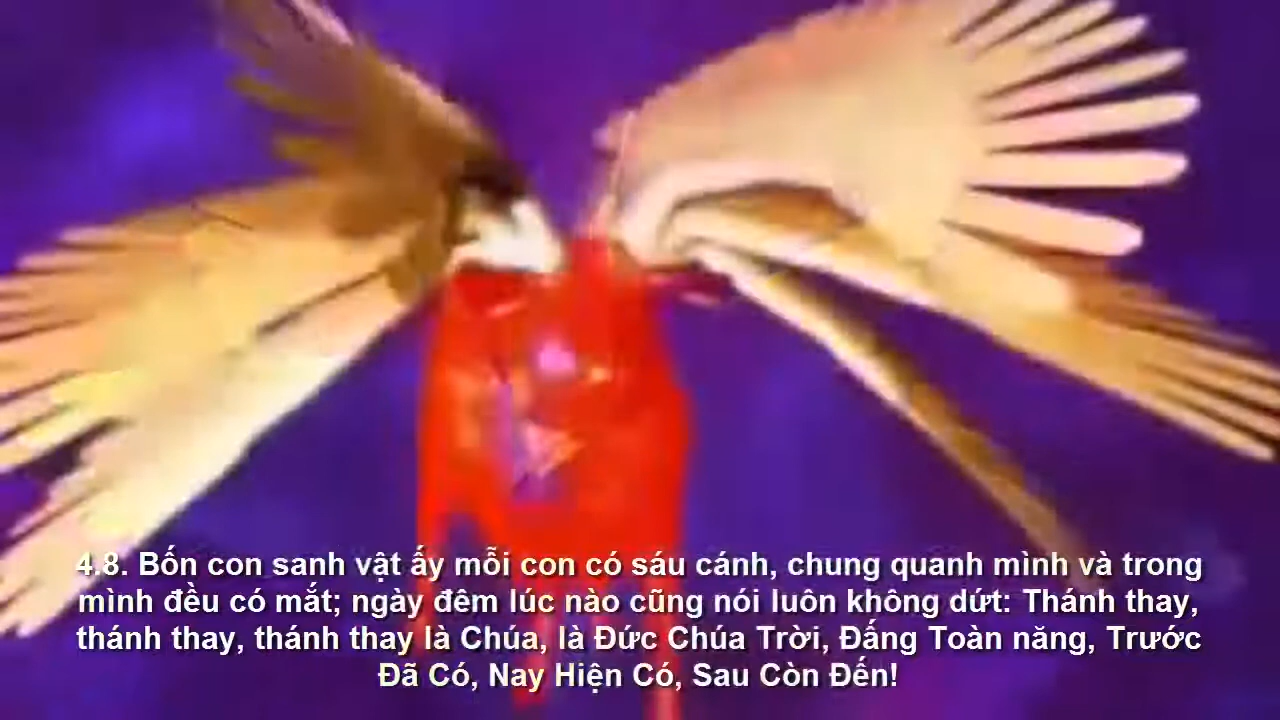 4.8. Bốn con sanh vật ấy mỗi con có sáu cánh, chung quanh mình và trong
mình đều có mắt; ngày đêm lúc nào cũng nói luôn không dứt: Thánh thay,
thánh thay, thánh thay là Chúa, là Đức Chúa Trời, Đấng Toàn năng, Trước
Đã Có, Nay Hiện Có, Sau Còn Đến!